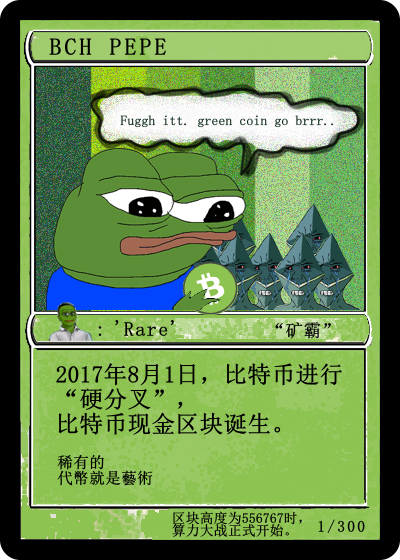 BCH PEPE
Fuggh itt. green coin go brrr..
: 'Rare'
“矿霸”
2017年8月1日，比特币进行
“硬分叉”，
比特币现金区块诞生。
稀有的
代幣就是藝術
区块高度为556767时，
算力大战正式开始。
1/300